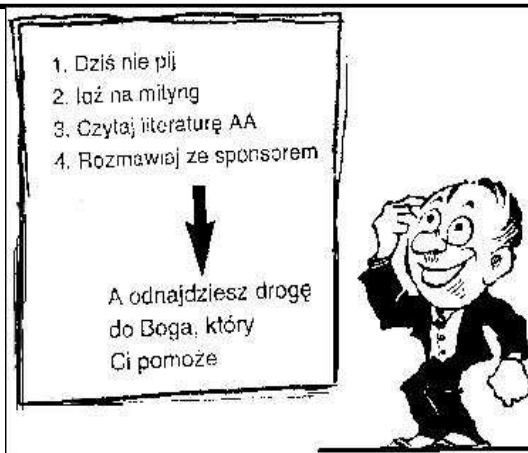 1. Dziś nie pij
2. Idź na mityng
3. Czytaj literaturę AA
4. Rozmawiaj ze sponsorem
A odnajdziesz drogę
do Boga, który
Ci pomoże